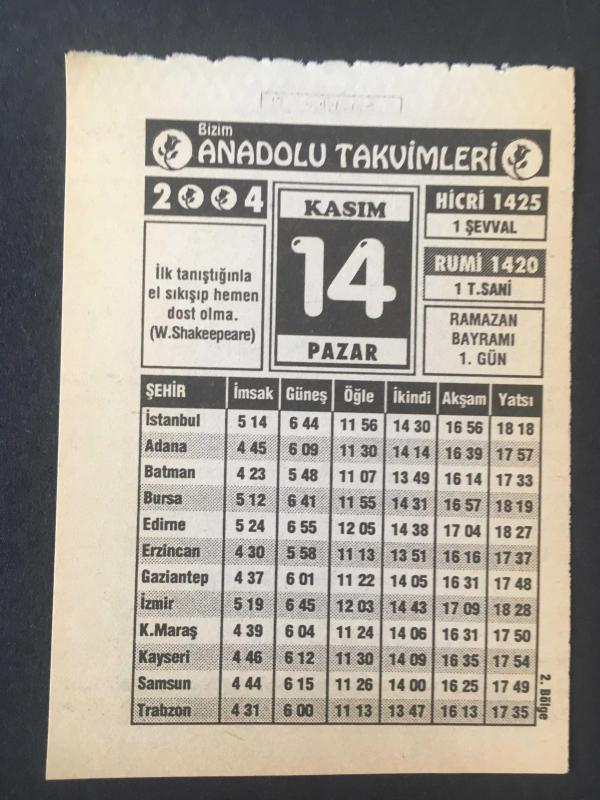 Bizim
ANADOLU TAKVİMLERİ
2004
KASIM
14
PAZAR
HİCRİ 1425
1 ŞEVVAL
RUMİ 1420
1 T.SANİ
RAMAZAN
BAYRAMI
1. GÜN
İlk tanıştığınla
el sıkışıp hemen
dost olma.
(W.Shakeepeare)
ŞEHİR İmsak Güneş Öğle İkindi Akşam Yatsı
İstanbul 5 14 6 44 11 56 14 30 16 56 18 18
Adana 4 45 6 09 11 30 14 14 16 39 17 57
Batman 4 23 5 48 11 07 13 49 16 14 17 33
Bursa 5 12 6 41 11 55 14 31 16 57 18 19
Edirne 5 24 6 55 12 05 14 38 17 04 18 27
Erzincan 4 30 5 58 11 13 13 51 16 16 17 37
Gaziantep 4 37 6 01 11 22 14 05 16 31 17 48
İzmir 5 19 6 45 12 03 14 43 17 09 18 28
K.Maraş 4 39 6 04 11 24 14 06 16 31 17 50
Kayseri 4 46 6 12 11 30 14 09 16 35 17 54
Samsun 4 44 6 15 11 26 14 00 16 25 17 49
Trabzon 4 31 6 00 11 13 13 47 16 13 17 35
2. Bölge